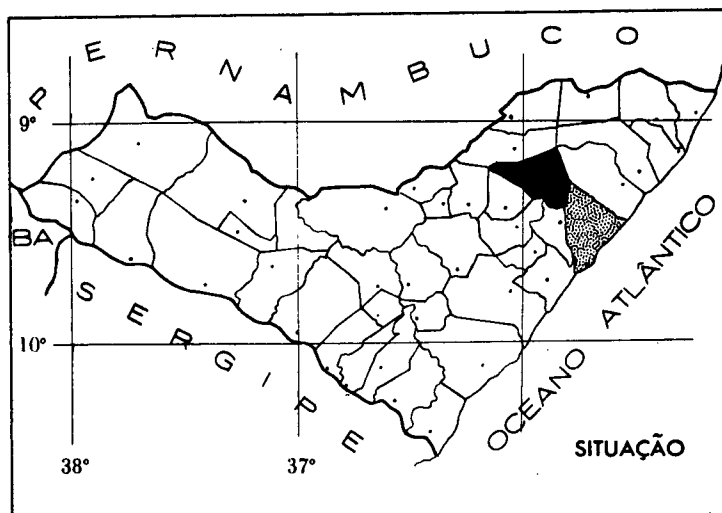 PERNAMBUCO
9°
BA
SERGIPE
10°
OCEANO ATLÂNTICO
SITUAÇÃO
38° 37°